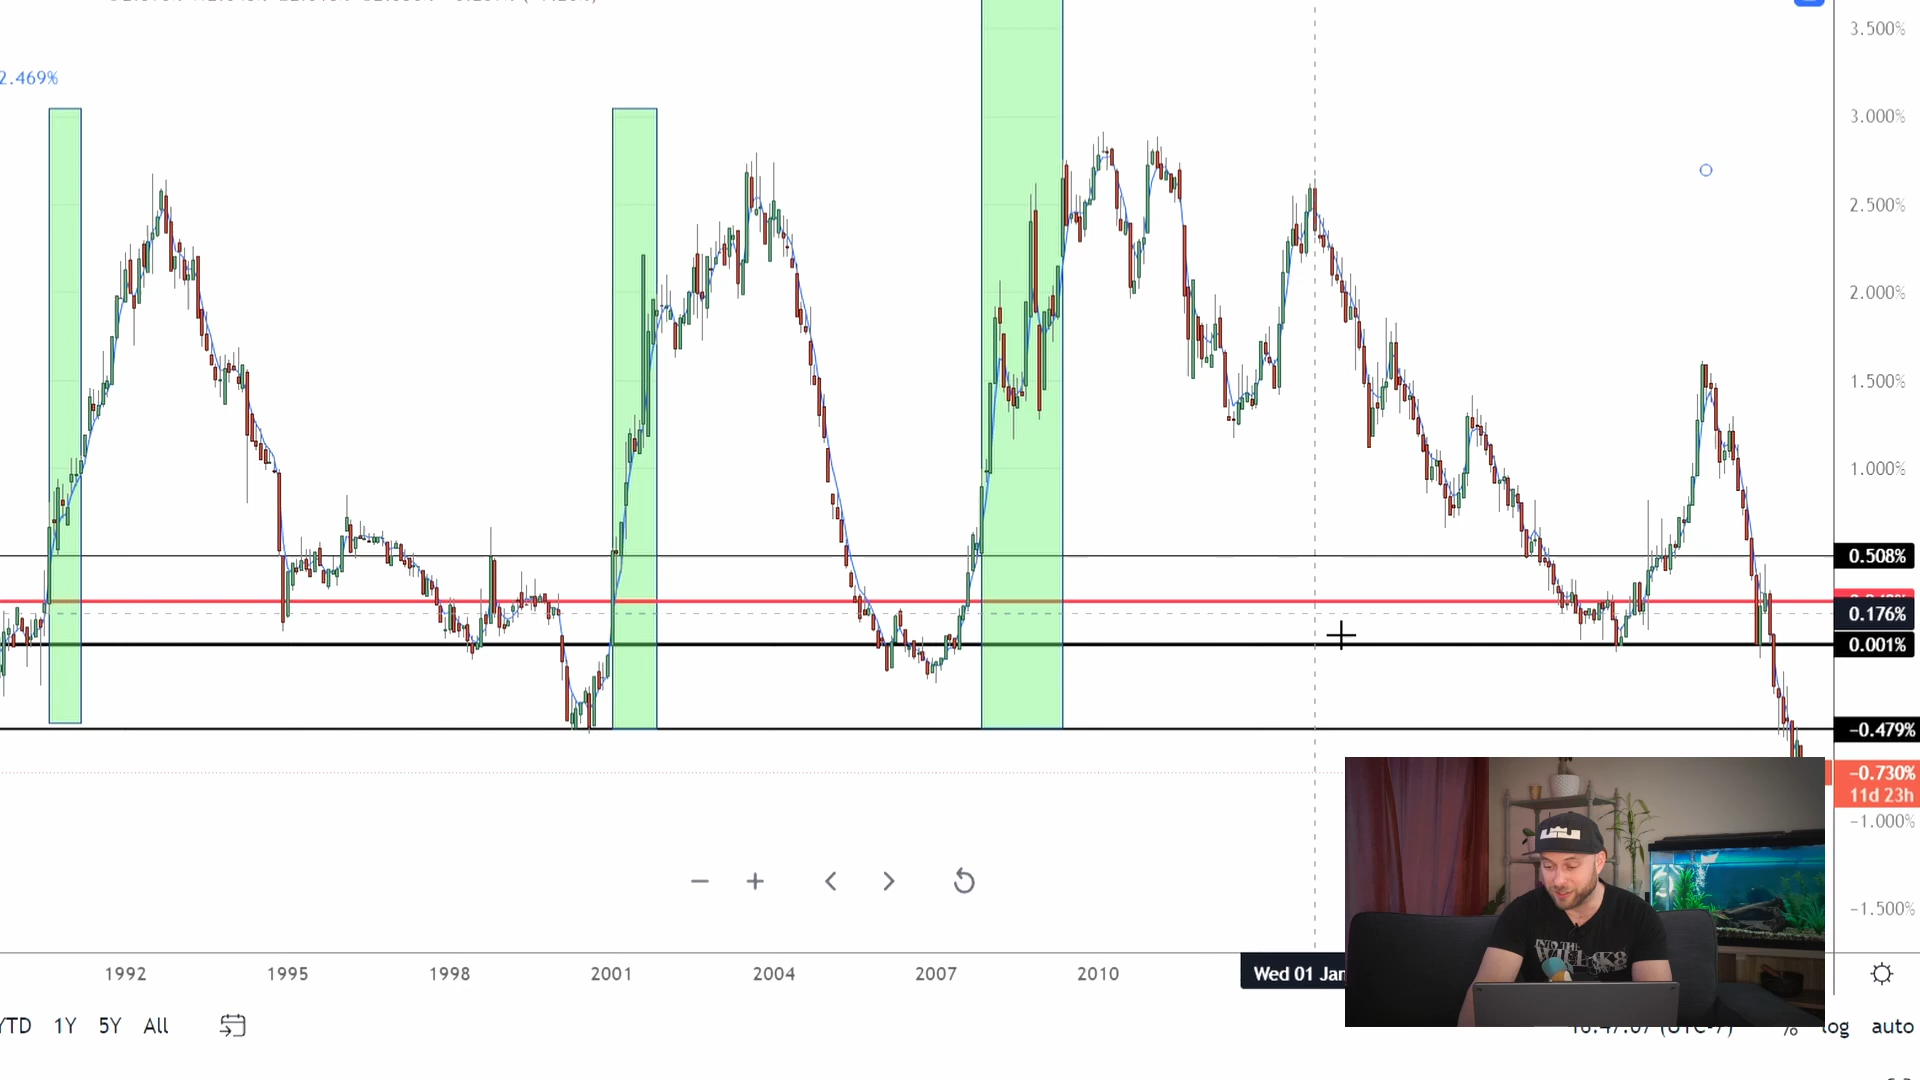 2.469%
3.500%
3.000%
2.500%
2.000%
1.500%
1.000%
0.508%
0.176%
0.001%
−0.479%
−0.730%
11d 23h
−1.000%
−1.500%
1992
1995
1998
2001
2004
2007
2010
Wed 01 Jan
YTD
1Y
5Y
All
INTO THE
%
log
auto